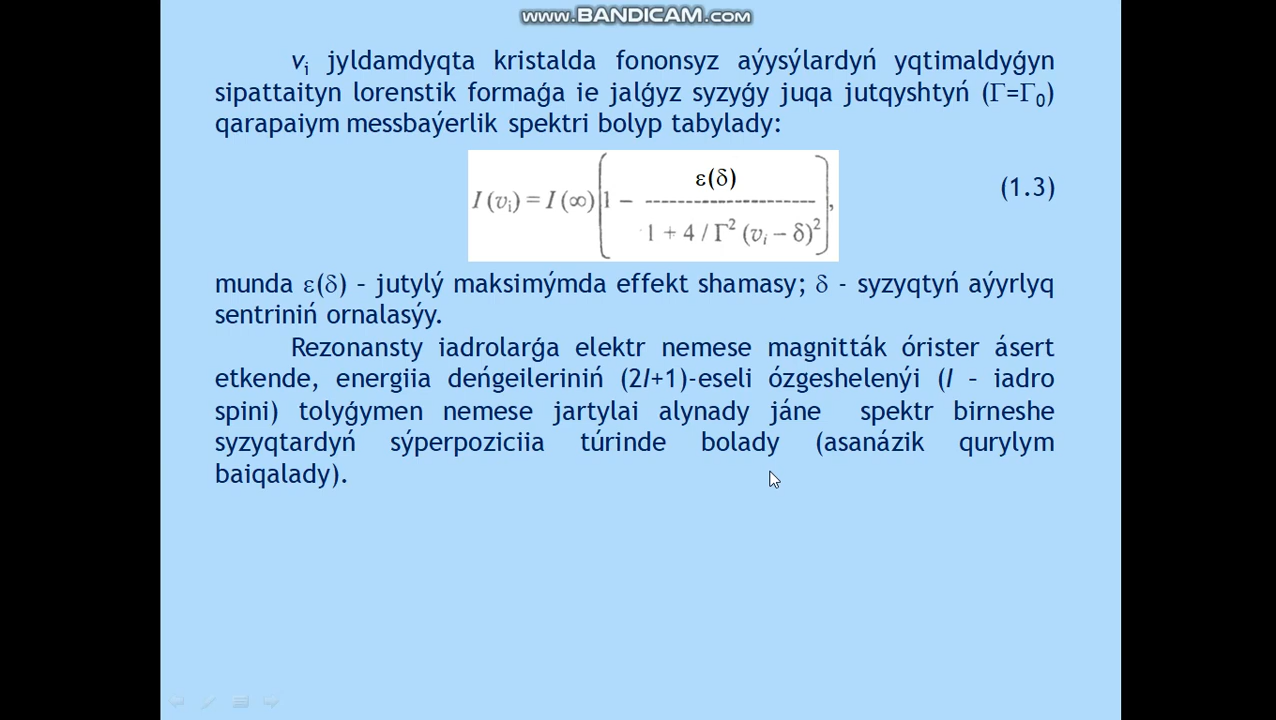 www.BANDICAM.com
vi jyldamdyqta kristalda fononsyz aýysýlardyń yqtimaldyǵyn
sipattaityn lorenstik formaǵa ie jalǵyz syzyǵy juqa jutqyshtyń (Γ=Γ0)
qarapaiym messbaýerlik spektri bolyp tabylady:
I (vi) = I (∞) (1 − ε(δ) / 1 + 4 / Γ² (vi − δ)²), (1.3)
munda ε(δ) – jutylý maksimýmda effekt shamasy; δ - syzyqtyń aýyrlyq
sentriniń ornalasýy.
Rezonansty iadrolarǵa elektr nemese magnitták órister ásert
etkende, energiia deńgeileriniń (2I+1)-eseli ózgeshelenýi (I – iadro
spini) tolyǵymen nemese jartylai alynady jáne spektr birneshe
syzyqtardyń sýperpoziciia túrinde bolady (asanázik qurylym
baiqalady).